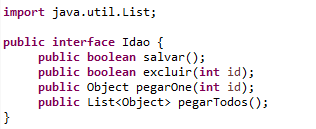 import java.util.List;
public interface Idao {
public boolean salvar();
public boolean excluir(int id);
public Object pegarOne(int id);
public List<Object> pegarTodos();
}